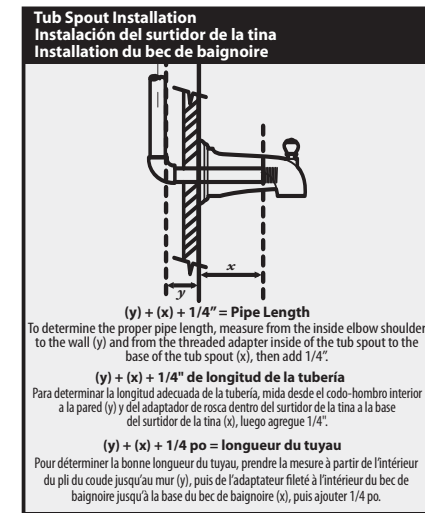 Tub Spout Installation
Instalación del surtidor de la tina
Installation du bec de baignoire
x
y
(y) + (x) + 1/4” = Pipe Length
To determine the proper pipe length, measure from the inside elbow shoulder
to the wall (y) and from the threaded adapter inside of the tub spout to the
base of the tub spout (x), then add 1/4”.
(y) + (x) + 1/4" de longitud de la tubería
Para determinar la longitud adecuada de la tubería, mida desde el codo-hombro interior
a la pared (y) y del adaptador de rosca dentro del surtidor de la tina a la base
del surtidor de la tina (x), luego agregue 1/4".
(y) + (x) + 1/4 po = longueur du tuyau
Pour déterminer la bonne longueur du tuyau, prendre la mesure à partir de l’intérieur
du pli du coude jusqu’au mur (y), puis de l’adaptateur fileté à l’intérieur du bec de
baignoire jusqu’à la base du bec de baignoire (x), puis ajouter 1/4 po.